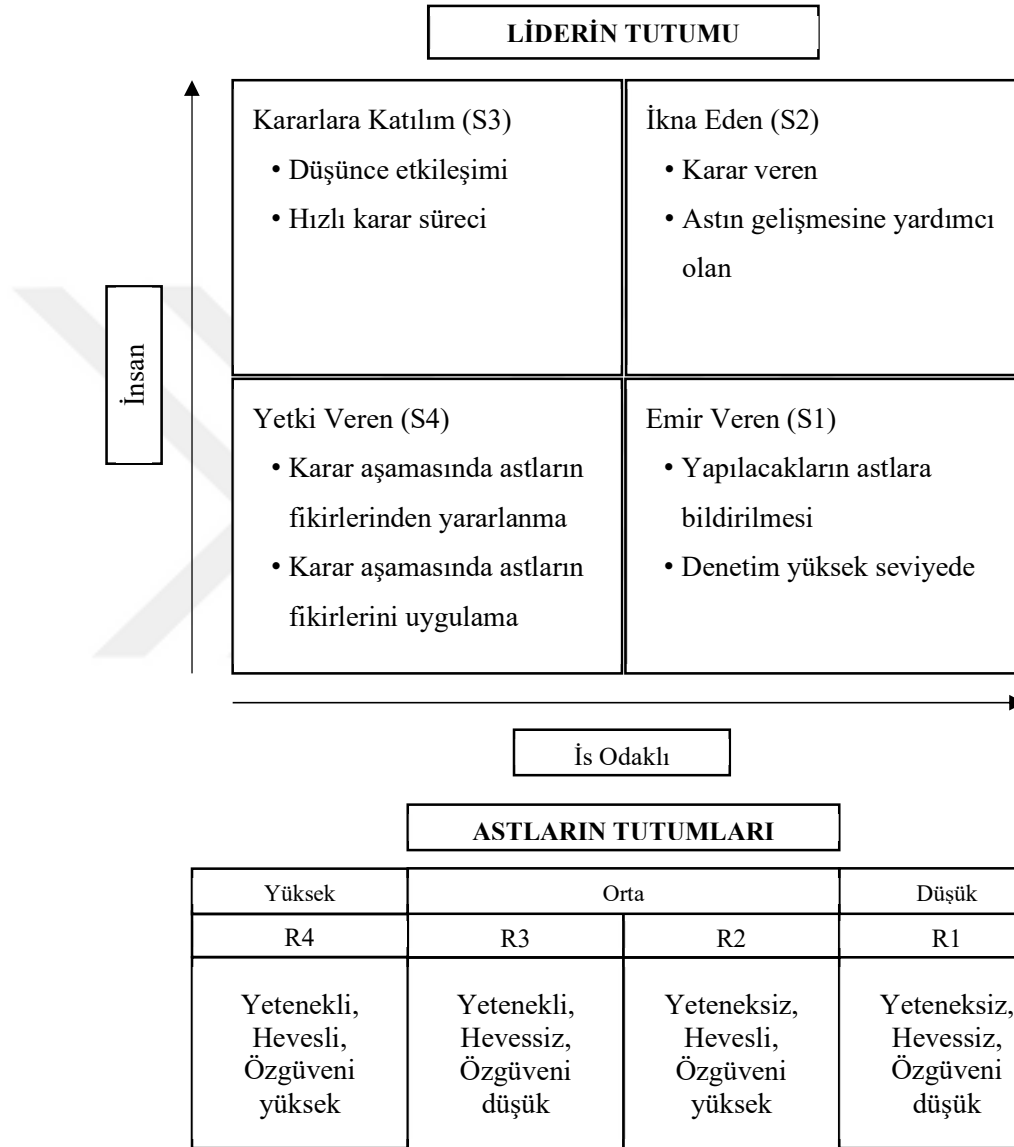 LİDERİN TUTUMU
Kararlara Katılım (S3)
• Düşünce etkileşimi
• Hızlı karar süreci
İkna Eden (S2)
• Karar veren
• Astın gelişmesine yardımcı
olan
İnsan
Yetki Veren (S4)
• Karar aşamasında astların
fikirlerinden yararlanma
• Karar aşamasında astların
fikirlerini uygulama
Emir Veren (S1)
• Yapılacakların astlara
bildirilmesi
• Denetim yüksek seviyede
İs Odaklı
ASTLARIN TUTUMLARI
Yüksek
Orta
Düşük
R4
R3
R2
R1
Yetenekli,
Hevesli,
Özgüveni
yüksek
Yetenekli,
Hevessiz,
Özgüveni
düşük
Yeteneksiz,
Hevesli,
Özgüveni
yüksek
Yeteneksiz,
Hevessiz,
Özgüveni
düşük